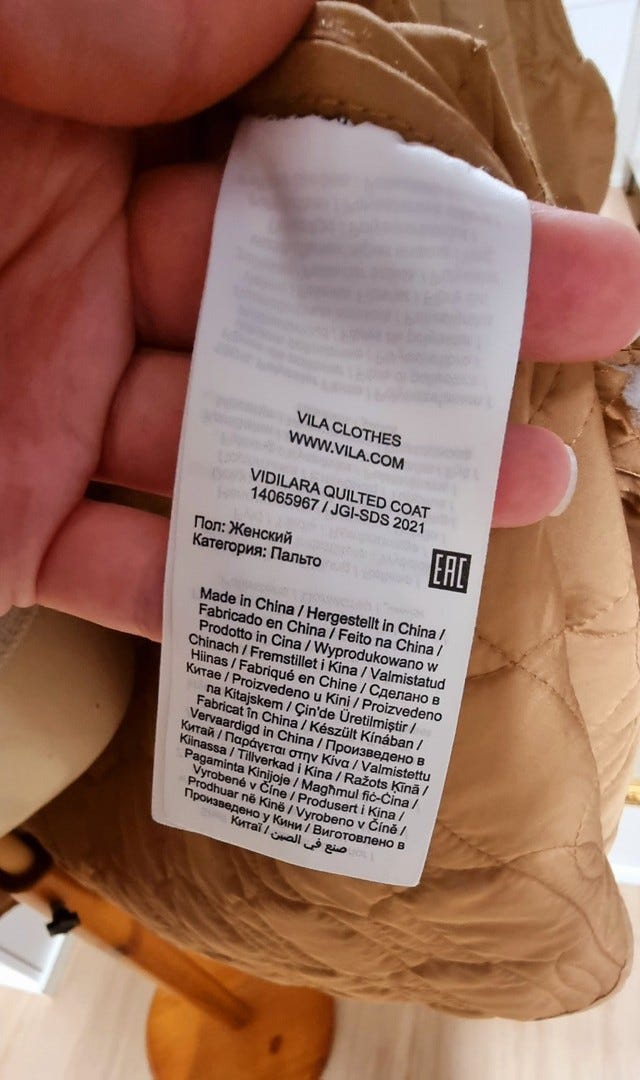 VILA CLOTHES
WWW.VILA.COM
VIDILARA QUILTED COAT
14065967 / JGI-SDS 2021
Пол: Женский
Категория: Пальто
EAC
Made in China / Hergestellt in China /
Fabricado en China / Feito na China /
Prodotto in Cina / Wyprodukowano w
Chinach / Fremstillet i Kina / Valmistatud
Hiinas / Fabriqué en Chine / Сделано в
Китае / Proizvedeno u Kini / Proizvedeno
na Kitajskem / Çin'de Üretilmiştir /
Fabricat în China / Készült Kínában /
Vervaardigd in China / Произведено в
Китай / Παράγεται στην Κίνα / Valmistettu
Kiinassa / Tillverkad i Kina / Ražots Ķīnā /
Pagaminta Kinijoje / Magħmul fiċ-Ċina /
Vyrobené v Číne / Produsert i Kina /
Prodhuar në Kinë / Vyrobeno v Číně /
Произведено у Кини / Виготовлено в
Китаї / صنع في الصين